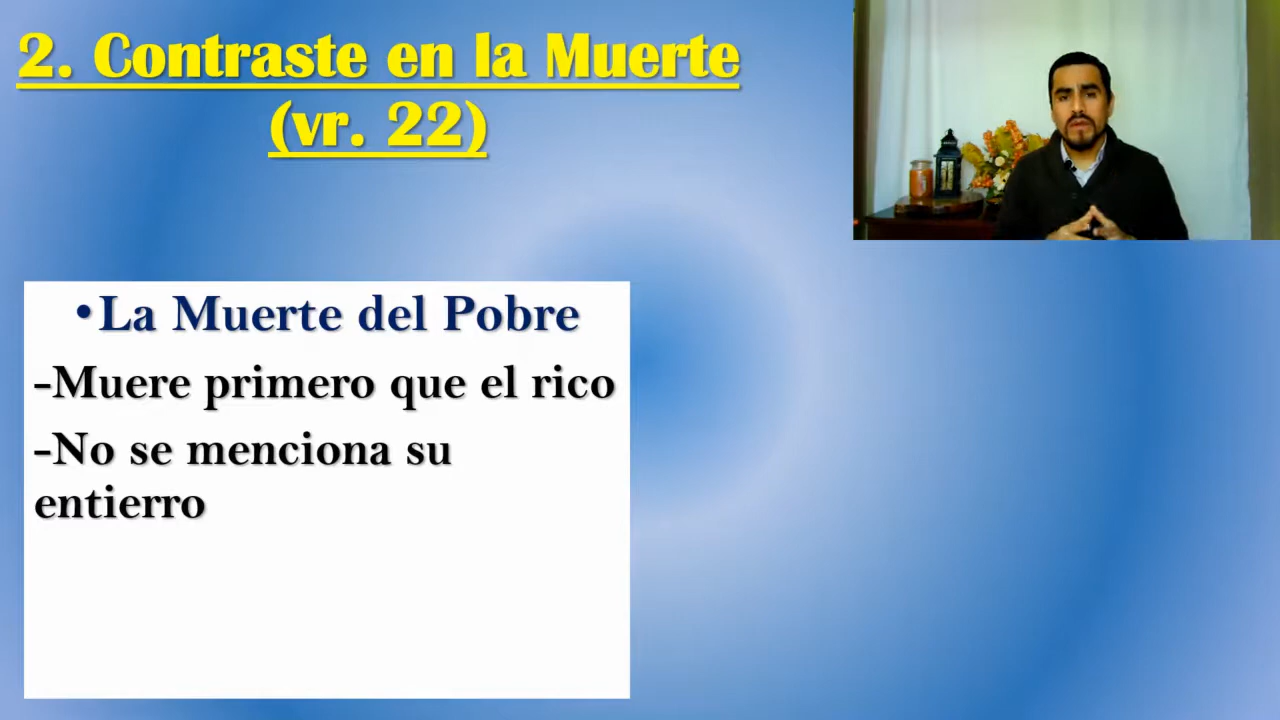 2. Contraste en la Muerte
(vr. 22)
•La Muerte del Pobre
-Muere primero que el rico
-No se menciona su
entierro